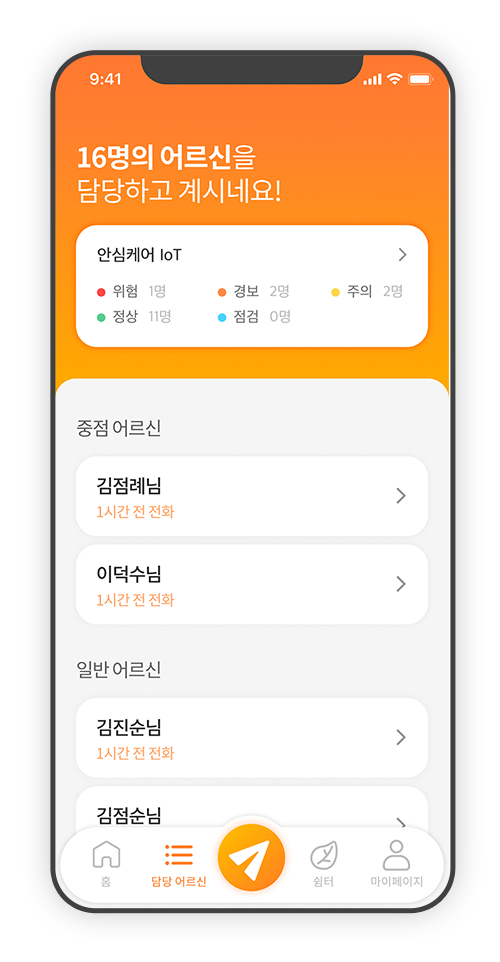 9:41
16명의 어르신을
담당하고 계시네요!
안심케어 IoT
위험 1명 경보 2명 주의 2명
정상 11명 점검 0명
중점 어르신
김점례님
1시간 전 전화
이덕수님
1시간 전 전화
일반 어르신
김진순님
1시간 전 전화
김점순님
홈 담당 어르신 쉼터 마이페이지